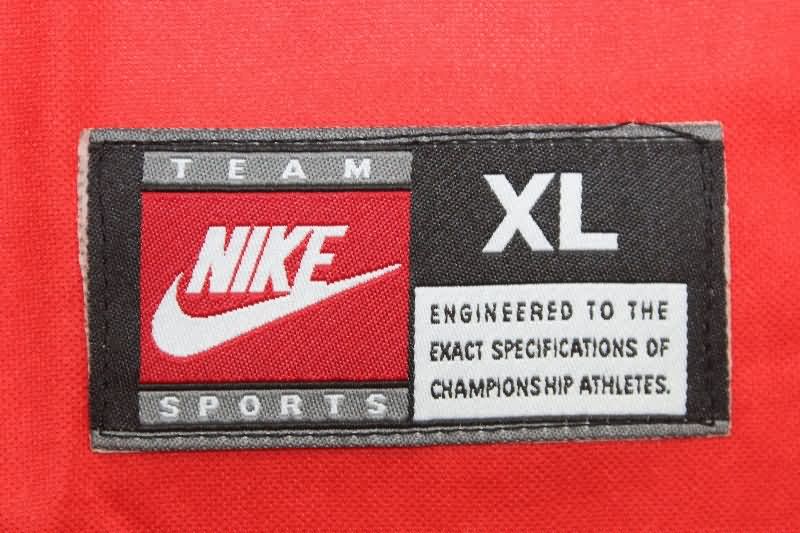 TEAM
NIKE
SPORTS
XL
ENGINEERED TO THE
EXACT SPECIFICATIONS OF
CHAMPIONSHIP ATHLETES.